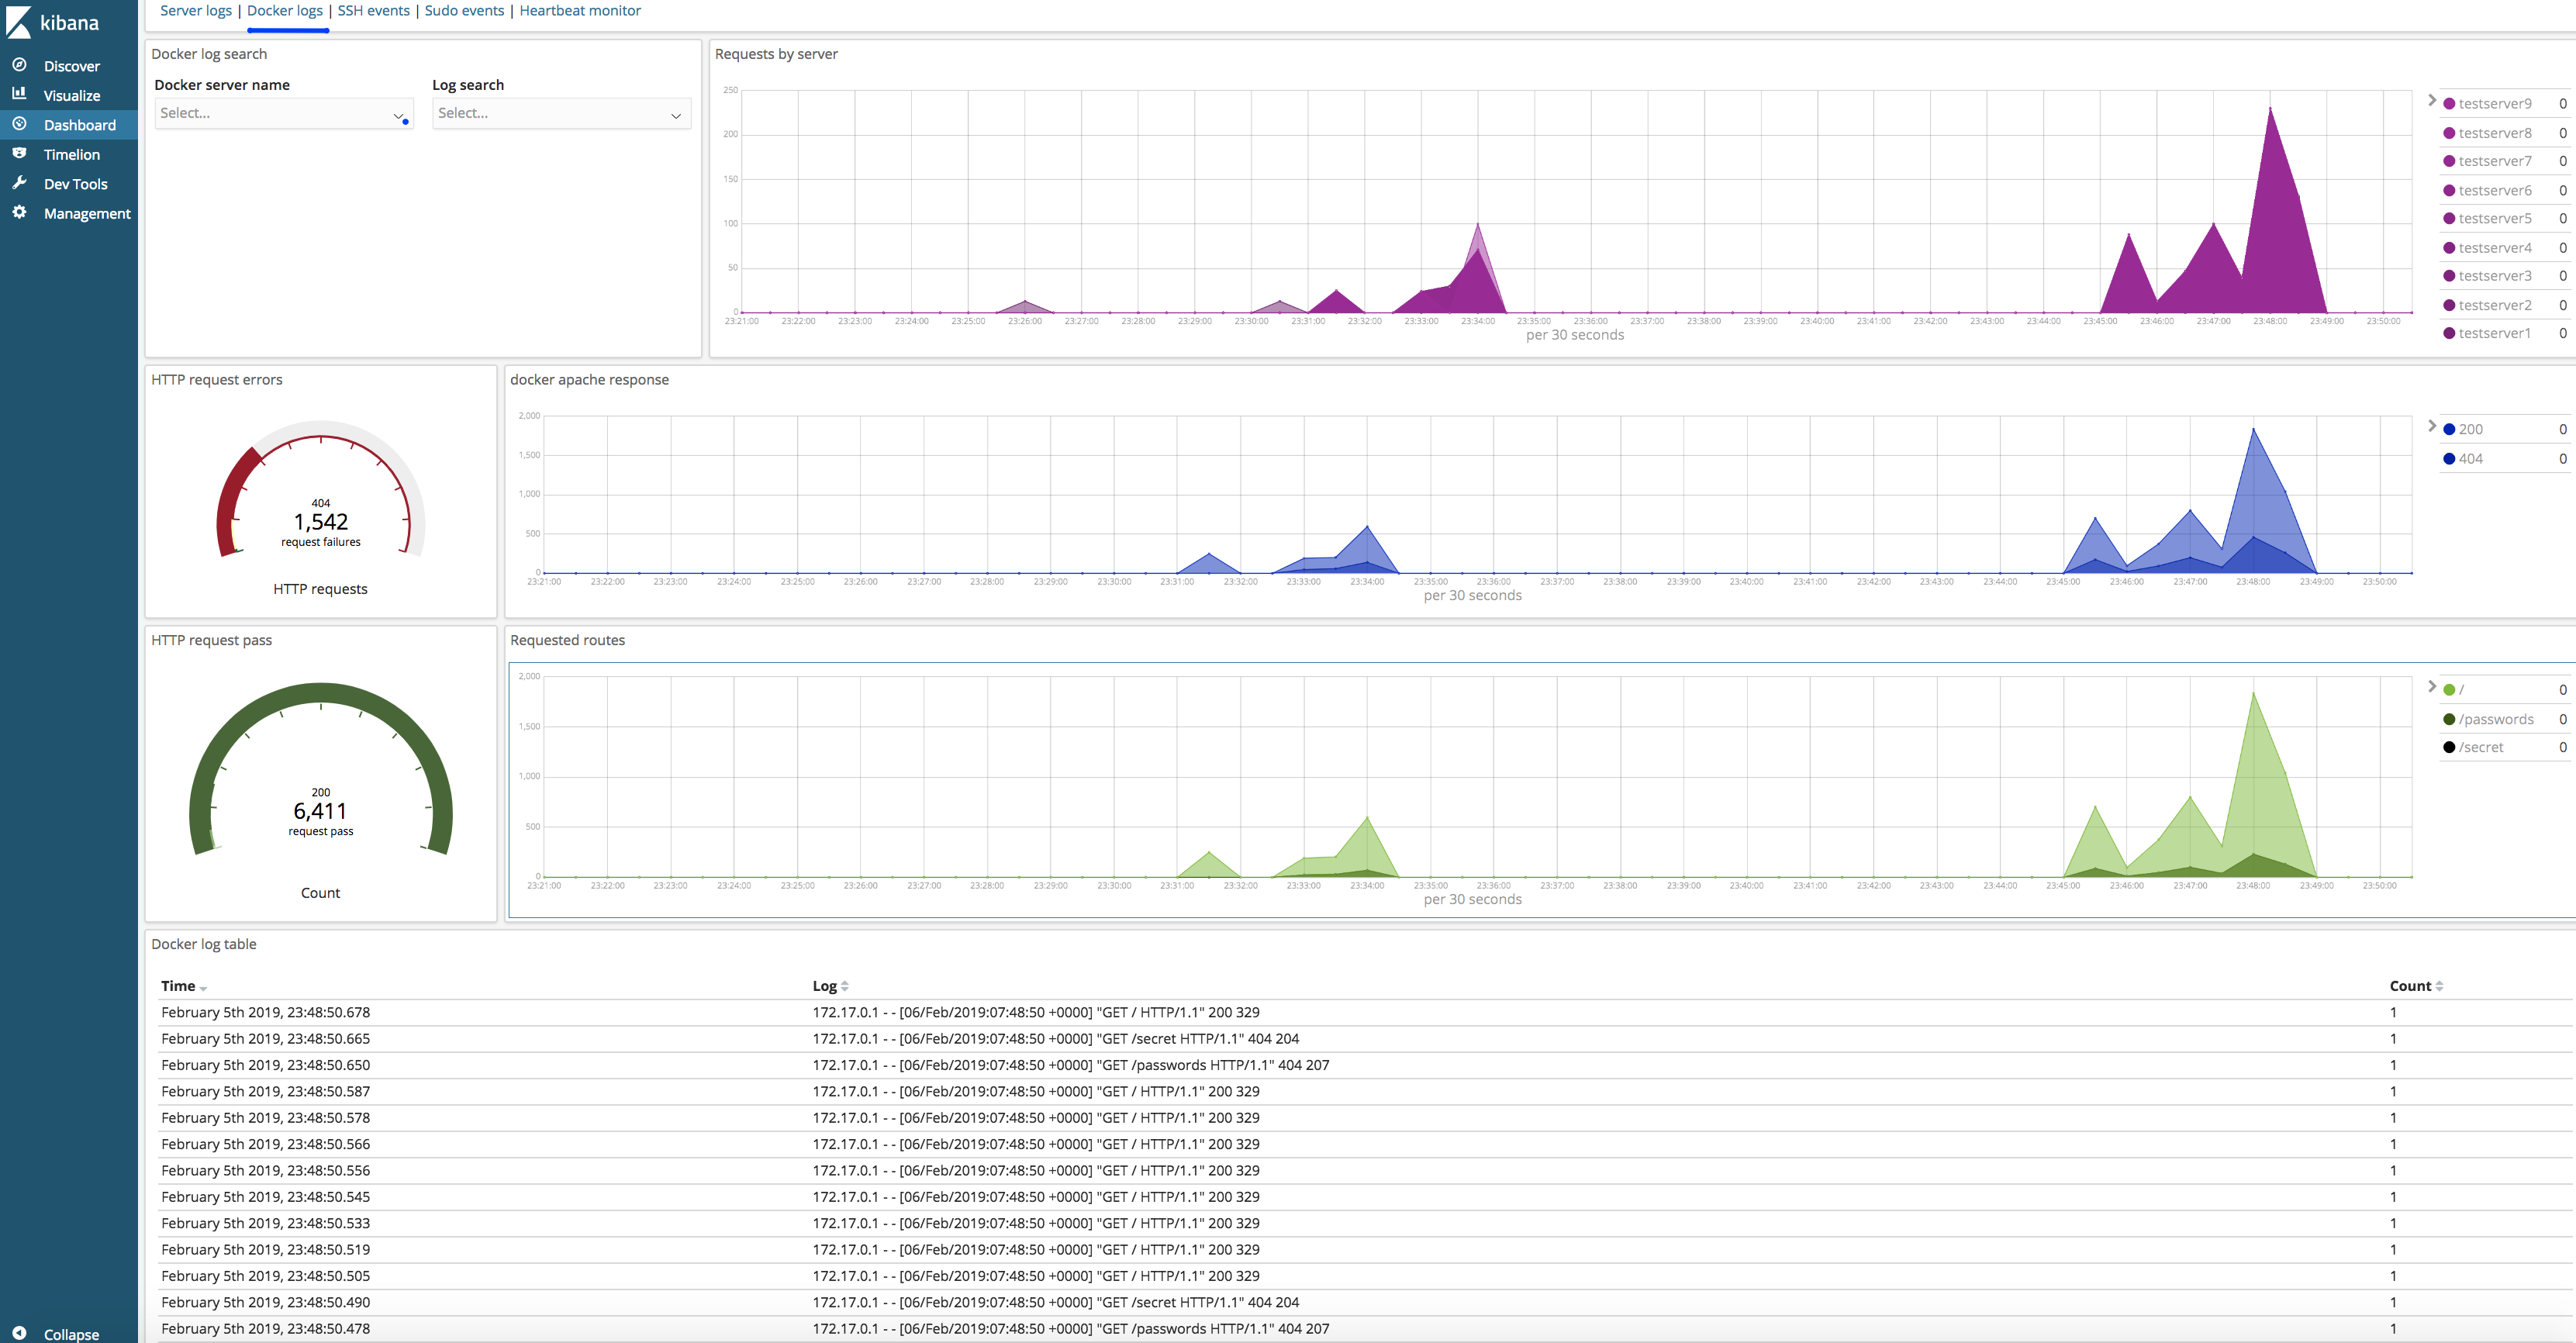 kibana
Discover
Visualize
Dashboard
Timelion
Dev Tools
Management
Collapse
Server logs | Docker logs | SSH events | Sudo events | Heartbeat monitor
Docker log search
Docker server name
Select...
Log search
Select...
Requests by server
250
200
150
100
50
0
23:21:00 23:22:00 23:23:00 23:24:00 23:25:00 23:26:00 23:27:00 23:28:00 23:29:00 23:30:00 23:31:00 23:32:00 23:33:00 23:34:00 23:35:00 23:36:00 23:37:00 23:38:00 23:39:00 23:40:00 23:41:00 23:42:00 23:43:00 23:44:00 23:45:00 23:46:00 23:47:00 23:48:00 23:49:00 23:50:00
per 30 seconds
testserver9 0
testserver8 0
testserver7 0
testserver6 0
testserver5 0
testserver4 0
testserver3 0
testserver2 0
testserver1 0
HTTP request errors
404
1,542
request failures
HTTP requests
docker apache response
2,000
1,500
1,000
500
0
23:21:00 23:22:00 23:23:00 23:24:00 23:25:00 23:26:00 23:27:00 23:28:00 23:29:00 23:30:00 23:31:00 23:32:00 23:33:00 23:34:00 23:35:00 23:36:00 23:37:00 23:38:00 23:39:00 23:40:00 23:41:00 23:42:00 23:43:00 23:44:00 23:45:00 23:46:00 23:47:00 23:48:00 23:49:00 23:50:00
per 30 seconds
200 0
404 0
HTTP request pass
200
6,411
request pass
Count
Requested routes
2,000
1,500
1,000
500
0
23:21:00 23:22:00 23:23:00 23:24:00 23:25:00 23:26:00 23:27:00 23:28:00 23:29:00 23:30:00 23:31:00 23:32:00 23:33:00 23:34:00 23:35:00 23:36:00 23:37:00 23:38:00 23:39:00 23:40:00 23:41:00 23:42:00 23:43:00 23:44:00 23:45:00 23:46:00 23:47:00 23:48:00 23:49:00 23:50:00
per 30 seconds
/ 0
/passwords 0
/secret 0
Docker log table
Time Log Count
February 5th 2019, 23:48:50.678 172.17.0.1 - - [06/Feb/2019:07:48:50 +0000] "GET / HTTP/1.1" 200 329 1
February 5th 2019, 23:48:50.665 172.17.0.1 - - [06/Feb/2019:07:48:50 +0000] "GET /secret HTTP/1.1" 404 204 1
February 5th 2019, 23:48:50.650 172.17.0.1 - - [06/Feb/2019:07:48:50 +0000] "GET /passwords HTTP/1.1" 404 207 1
February 5th 2019, 23:48:50.587 172.17.0.1 - - [06/Feb/2019:07:48:50 +0000] "GET / HTTP/1.1" 200 329 1
February 5th 2019, 23:48:50.578 172.17.0.1 - - [06/Feb/2019:07:48:50 +0000] "GET / HTTP/1.1" 200 329 1
February 5th 2019, 23:48:50.566 172.17.0.1 - - [06/Feb/2019:07:48:50 +0000] "GET / HTTP/1.1" 200 329 1
February 5th 2019, 23:48:50.556 172.17.0.1 - - [06/Feb/2019:07:48:50 +0000] "GET / HTTP/1.1" 200 329 1
February 5th 2019, 23:48:50.545 172.17.0.1 - - [06/Feb/2019:07:48:50 +0000] "GET / HTTP/1.1" 200 329 1
February 5th 2019, 23:48:50.533 172.17.0.1 - - [06/Feb/2019:07:48:50 +0000] "GET / HTTP/1.1" 200 329 1
February 5th 2019, 23:48:50.519 172.17.0.1 - - [06/Feb/2019:07:48:50 +0000] "GET / HTTP/1.1" 200 329 1
February 5th 2019, 23:48:50.505 172.17.0.1 - - [06/Feb/2019:07:48:50 +0000] "GET / HTTP/1.1" 200 329 1
February 5th 2019, 23:48:50.490 172.17.0.1 - - [06/Feb/2019:07:48:50 +0000] "GET /secret HTTP/1.1" 404 204 1
February 5th 2019, 23:48:50.478 172.17.0.1 - - [06/Feb/2019:07:48:50 +0000] "GET /passwords HTTP/1.1" 404 207 1